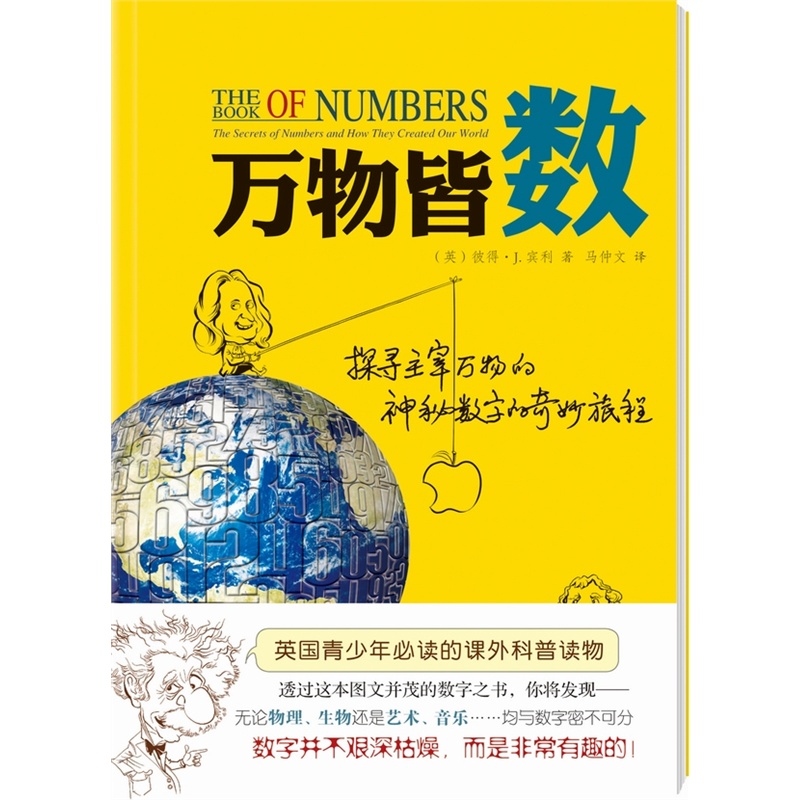 THE BOOK OF NUMBERS
The Secrets of Numbers and How They Created Our World
万物皆数
（英）彼得·J.宾利 著 马仲文 译
探寻主宰万物的
神秘数字的奇妙旅程
英国青少年必读的课外科普读物
透过这本图文并茂的数字之书，你将发现——
无论物理、生物还是艺术、音乐……均与数字密不可分
数字并不艰深枯燥，而是非常有趣的！